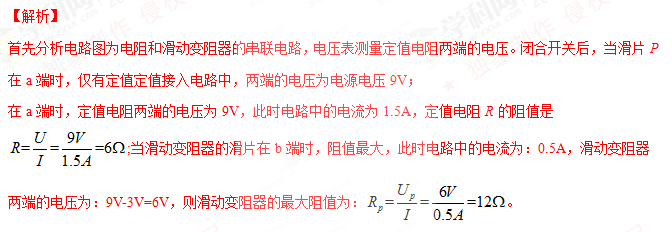 【解析】
首先分析电路图为电阻和滑动变阻器的串联电路，电压表测量定值电阻两端的电压。闭合开关后，当滑片 P
在 a 端时，仅有定值定值接入电路中，两端的电压为电源电压 9V；
在 a 端时，定值电阻两端的电压为 9V，此时电路中的电流为 1.5A，定值电阻 R 的阻值是
R=U/I=9V/1.5A=6Ω;当滑动变阻器的滑片在 b 端时，阻值最大，此时电路中的电流为：0.5A，滑动变阻器
两端的电压为：9V-3V=6V，则滑动变阻器的最大阻值为：R_P=U_P/I=6V/0.5A=12Ω。